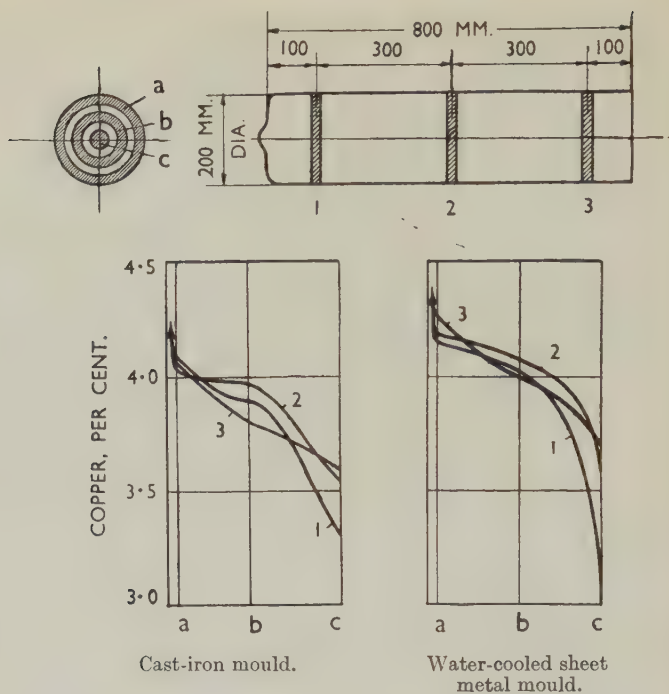 800 MM.
100 300 300 100
a
b
c
200 MM.
DIA.
1 2 3
4·5
4·0
3·5
3·0
COPPER, PER CENT.
2
3
1
a b c
3
2
1
a b c
Cast-iron mould.
Water-cooled sheet
metal mould.